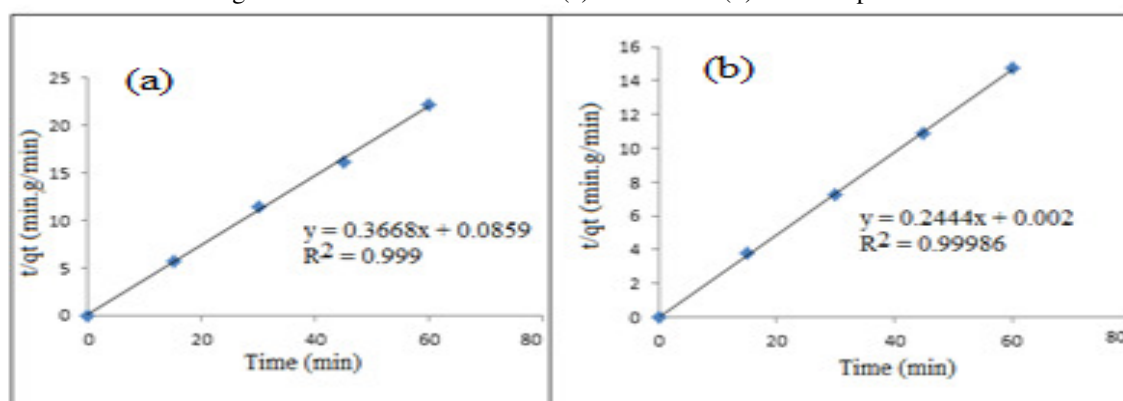 (a)
25
20
15
10
5
0
t/qt (min.g/min)
y = 0.3668x + 0.0859
R² = 0.999
0 20 40 60 80
Time (min)
(b)
16
14
12
10
8
6
4
2
0
t/qt (min.g/min)
y = 0.2444x + 0.002
R² = 0.99986
0 20 40 60 80
Time (min)